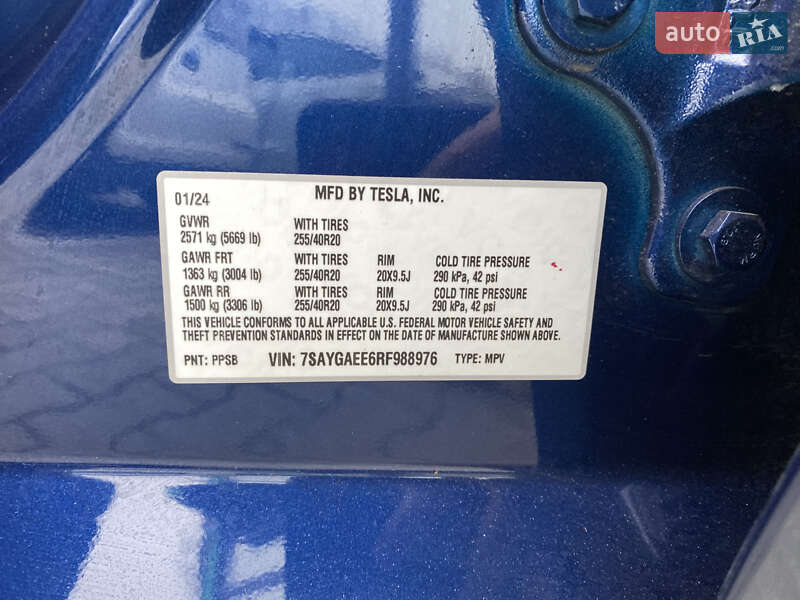 auto RIA
.com
01/24 MFD BY TESLA, INC.
GVWR WITH TIRES
2571 kg (5669 lb) 255/40R20
GAWR FRT WITH TIRES RIM COLD TIRE PRESSURE
1363 kg (3004 lb) 255/40R20 20X9.5J 290 kPa, 42 psi
GAWR RR WITH TIRES RIM COLD TIRE PRESSURE
1500 kg (3306 lb) 255/40R20 20X9.5J 290 kPa, 42 psi
THIS VEHICLE CONFORMS TO ALL APPLICABLE U.S. FEDERAL MOTOR VEHICLE SAFETY AND
THEFT PREVENTION STANDARDS IN EFFECT ON THE DATE OF MANUFACTURE SHOWN ABOVE.
PNT: PPSB VIN: 7SAYGAEE6RF988976 TYPE: MPV